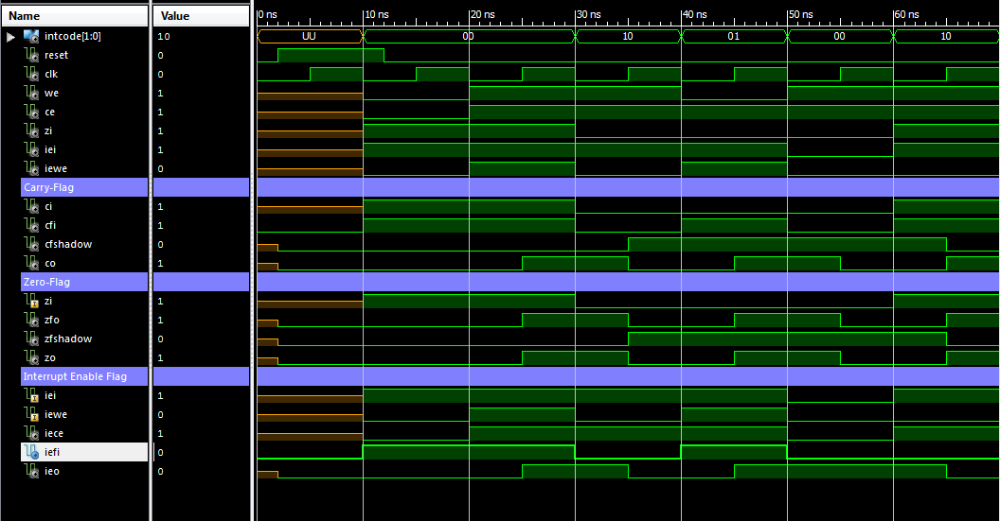 Name Value 0 ns 10 ns 20 ns 30 ns 40 ns 50 ns 60 ns
intcode[1:0] 10 UU 00 10 01 00 10
reset 0
clk 0
we 1
ce 1
zi 1
iei 1
iewe 0
Carry-Flag
ci 1
cfi 1
cfshadow 0
co 1
Zero-Flag
zi 1
zfo 1
zfshadow 0
zo 1
Interrupt Enable Flag
iei 1
iewe 0
iece 1
iefi 0
ieo 0